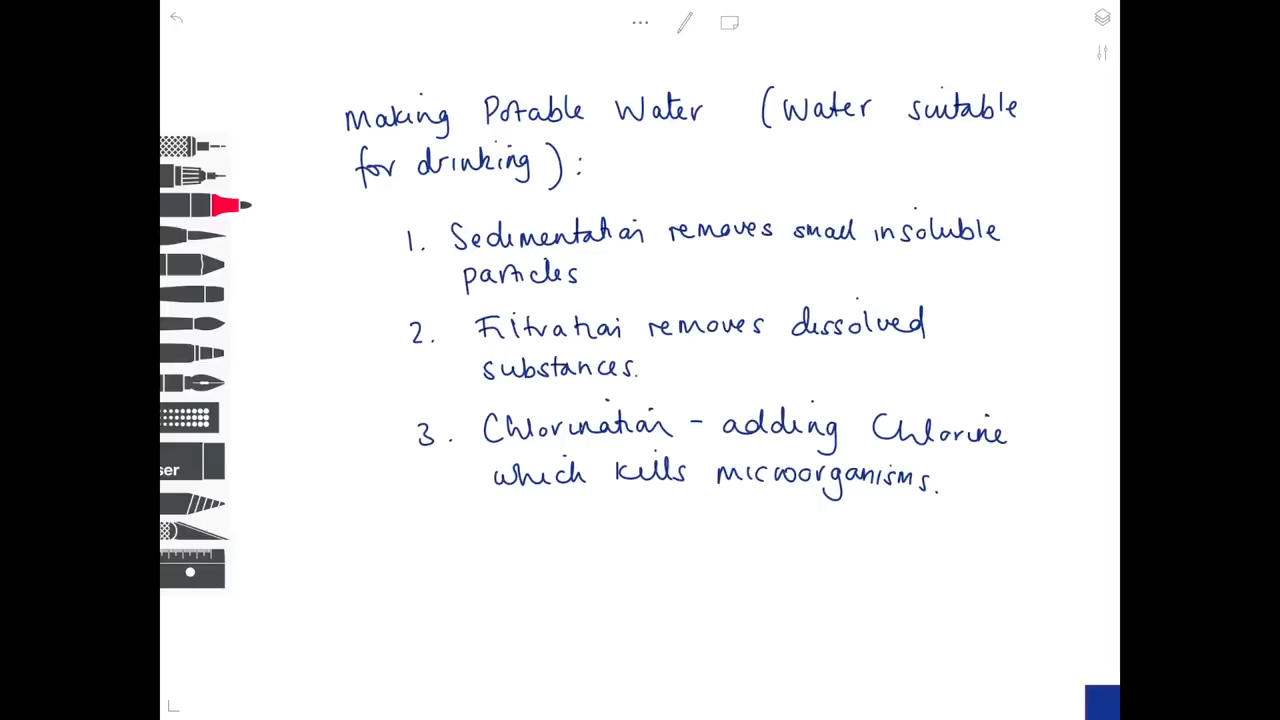 Making Potable Water (Water suitable
for drinking):
1. Sedimentation removes small insoluble
particles
2. Filtration removes dissolved
substances.
3. Chlorination - adding Chlorine
which kills microorganisms.
ser